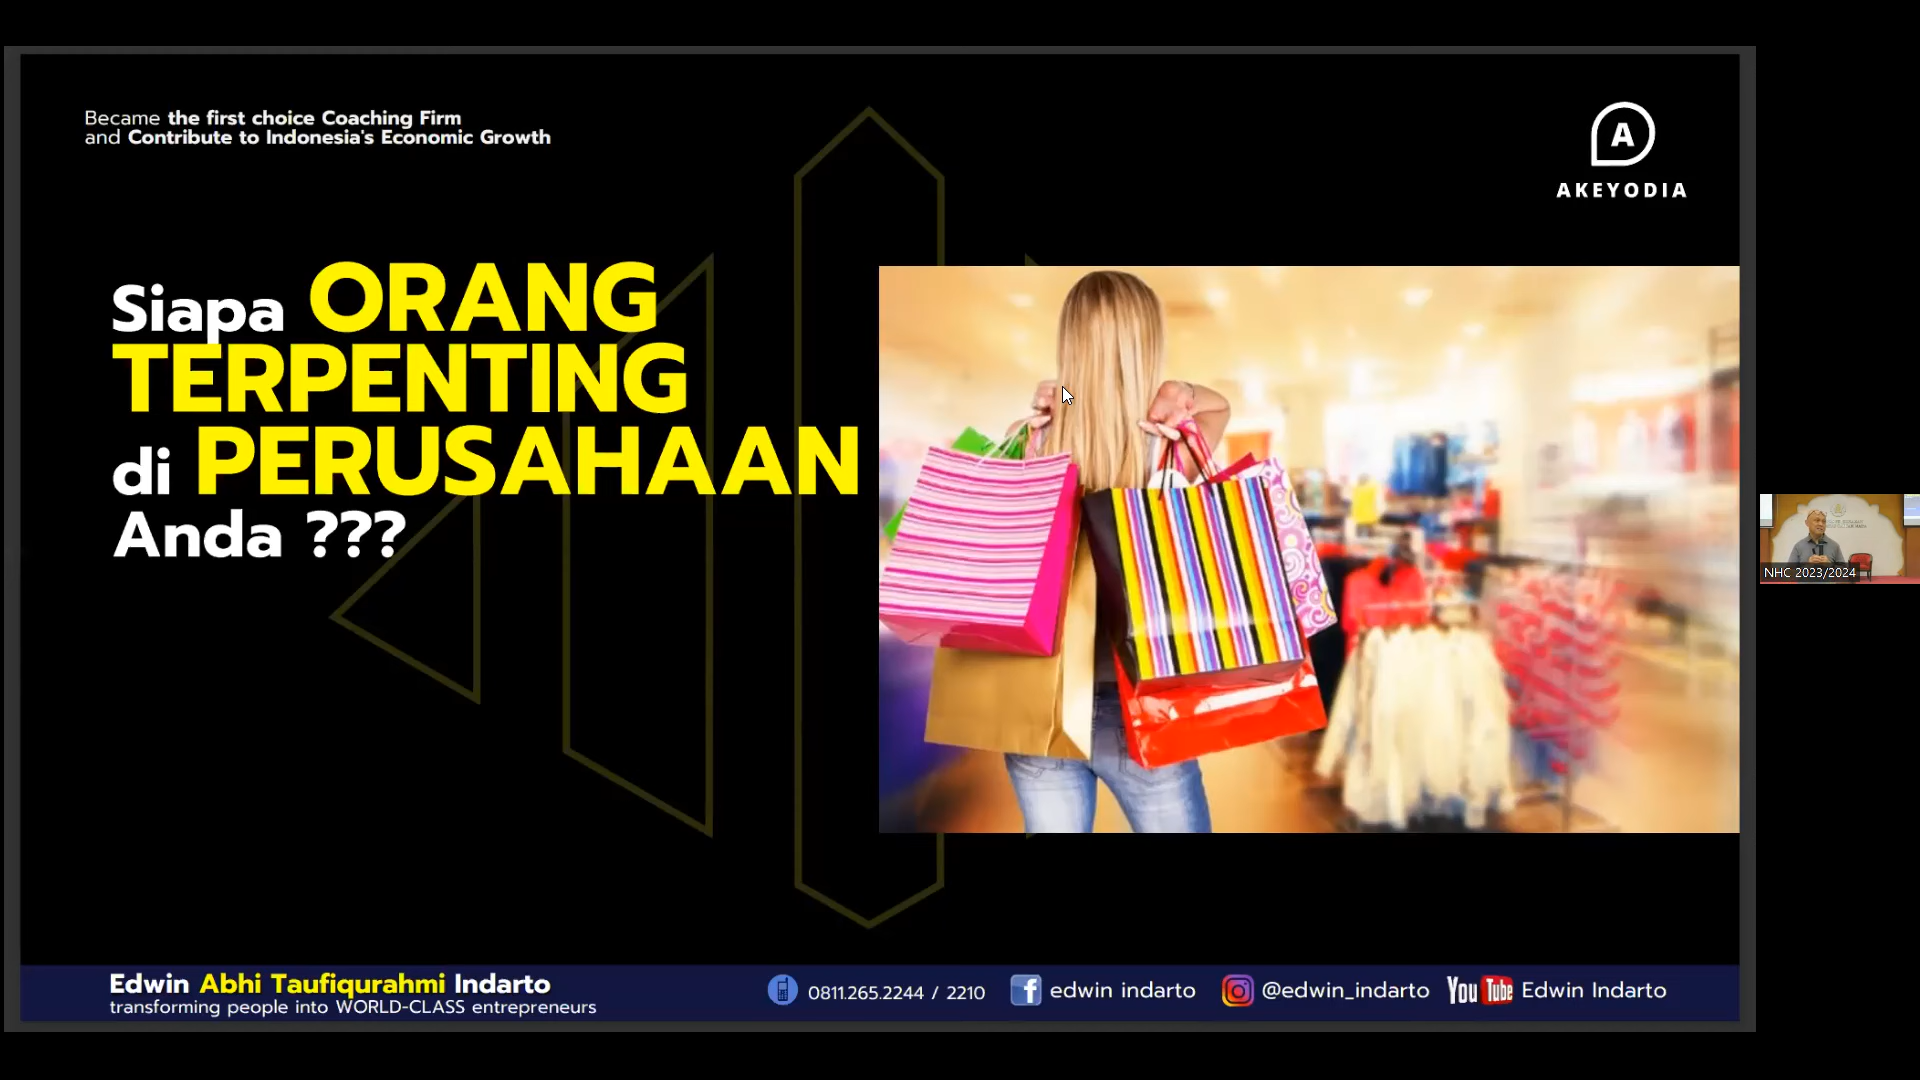 Became the first choice Coaching Firm
and Contribute to Indonesia's Economic Growth
A
AKEYODIA
Siapa ORANG
TERPENTING
di PERUSAHAAN
Anda ???
NHC 2023/2024
Edwin Abhi Taufiqurahmi Indarto
transforming people into WORLD-CLASS entrepreneurs
0811.265.2244 / 2210
f edwin indarto
@edwin_indarto
YouTube Edwin Indarto